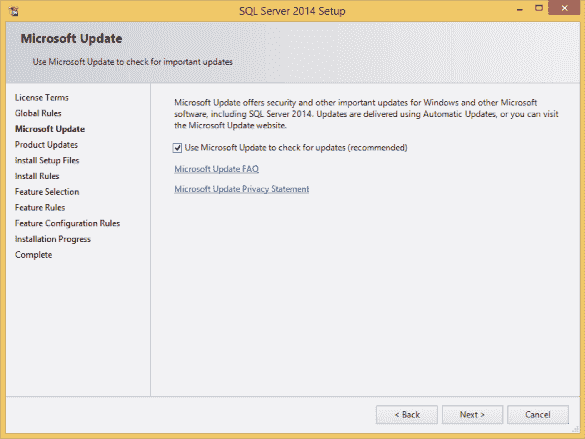 SQL Server 2014 Setup
Microsoft Update
Use Microsoft Update to check for important updates
License Terms
Global Rules
Microsoft Update
Product Updates
Install Setup Files
Install Rules
Feature Selection
Feature Rules
Feature Configuration Rules
Installation Progress
Complete
Microsoft Update offers security and other important updates for Windows and other Microsoft
software, including SQL Server 2014. Updates are delivered using Automatic Updates, or you can visit
the Microsoft Update website.
Use Microsoft Update to check for updates (recommended)
Microsoft Update FAQ
Microsoft Update Privacy Statement
< Back
Next >
Cancel